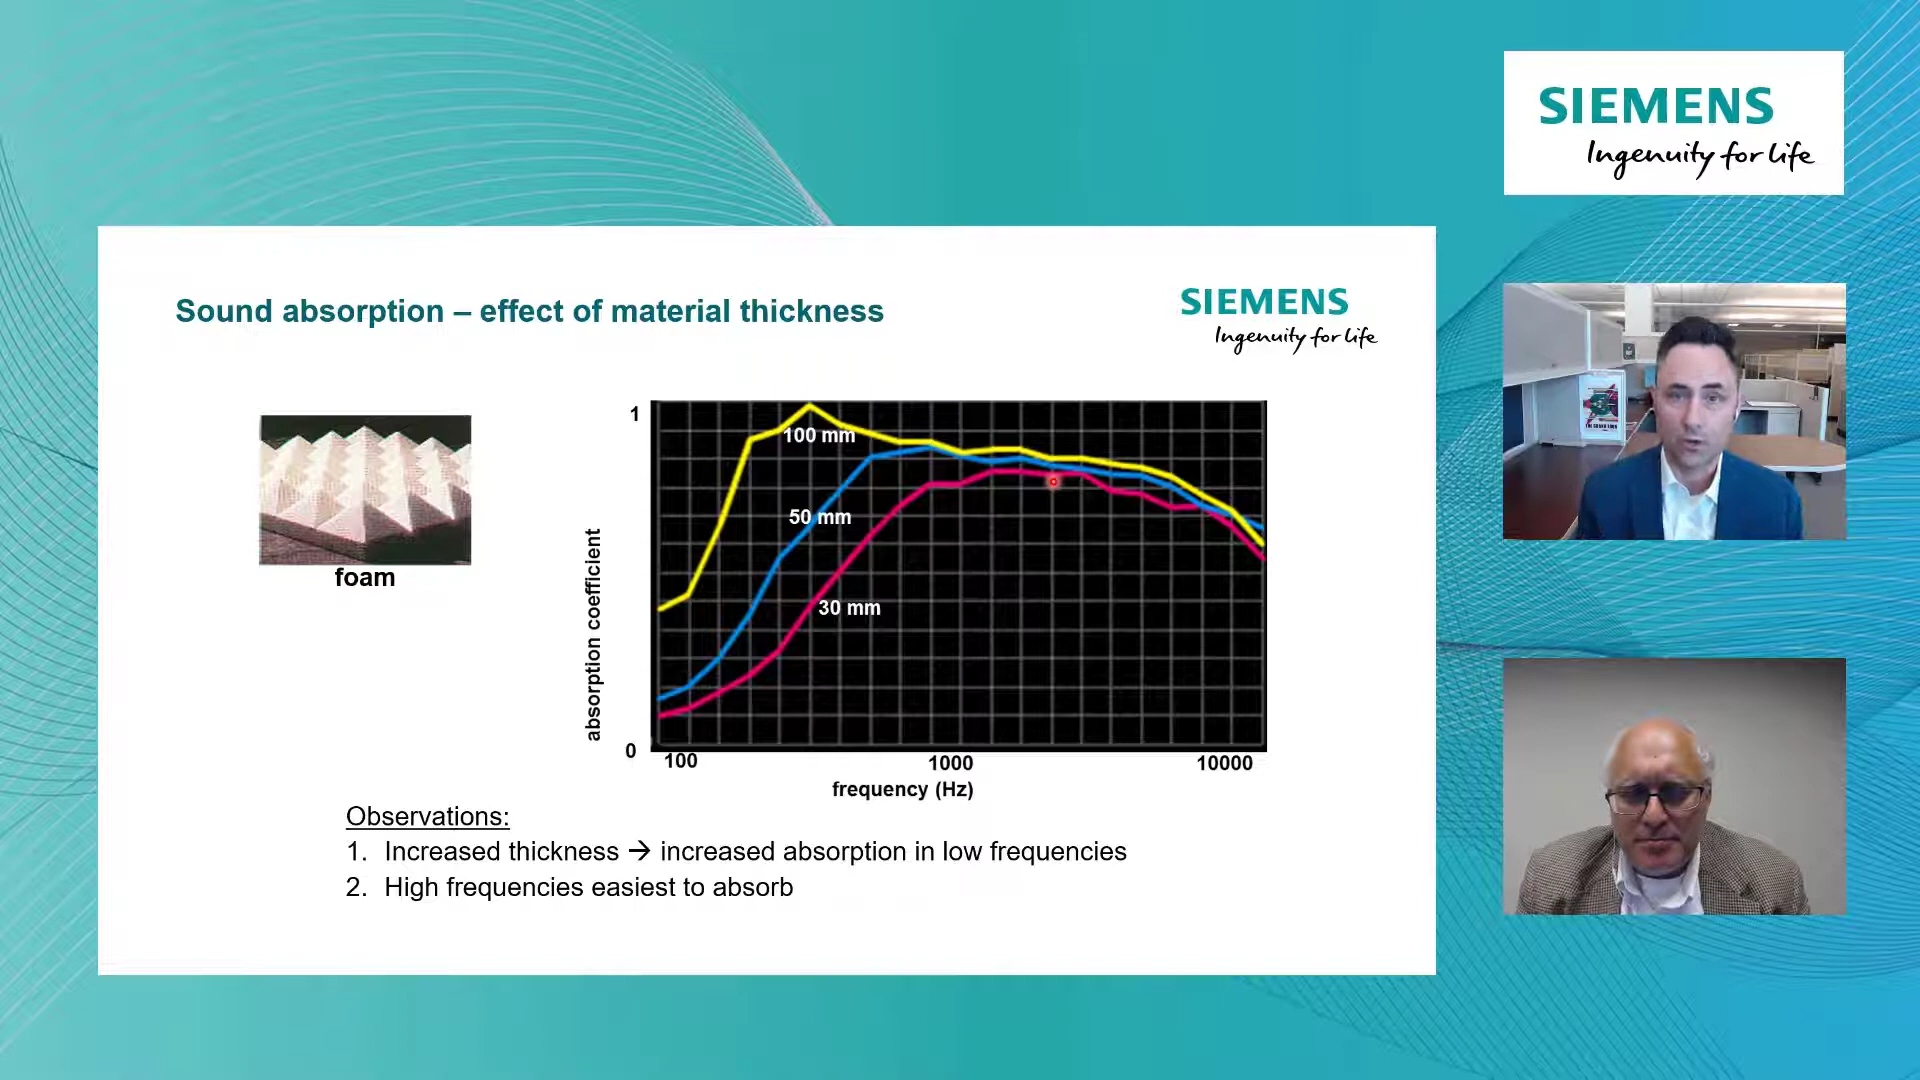 SIEMENS
Ingenuity for life
Sound absorption – effect of material thickness
SIEMENS
Ingenuity for life
foam
absorption coefficient
1
0
100 mm
50 mm
30 mm
100
1000
10000
frequency (Hz)
Observations:
1. Increased thickness → increased absorption in low frequencies
2. High frequencies easiest to absorb